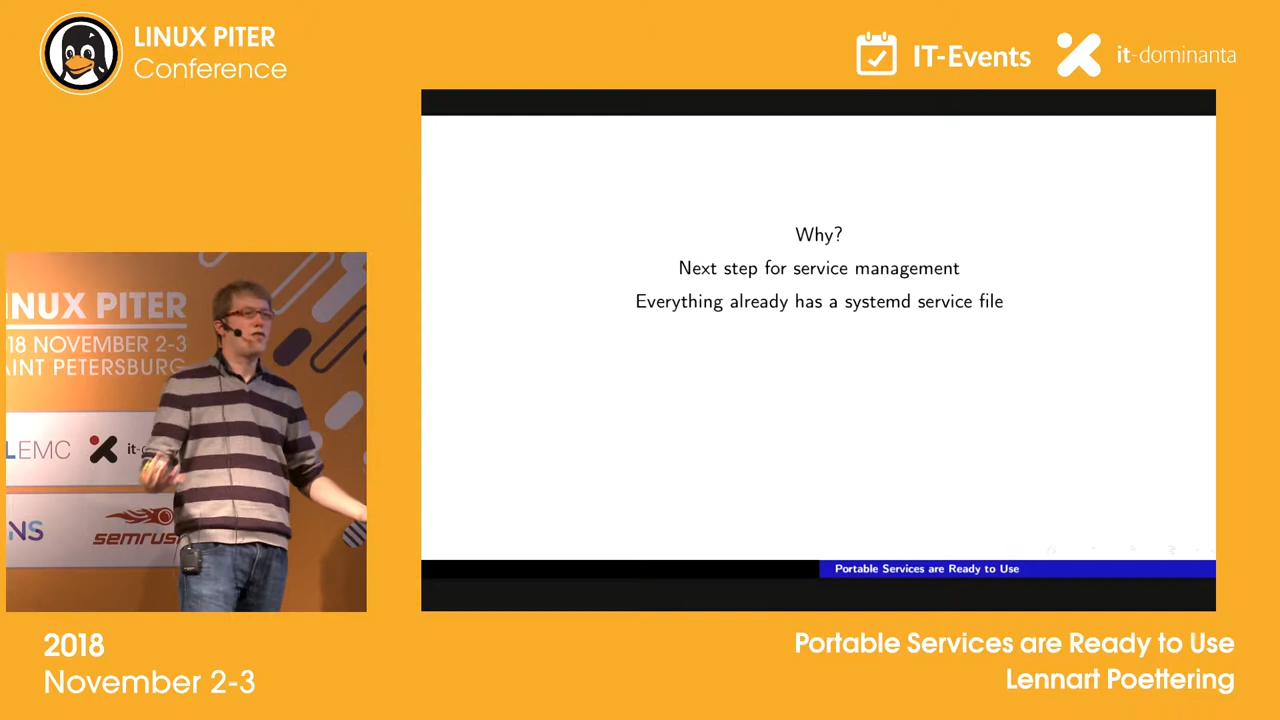 LINUX PITER
Conference
IT-Events
it-dominanta
Why?
Next step for service management
Everything already has a systemd service file
Portable Services are Ready to Use
INUX PITER
18 NOVEMBER 2-3
AINT PETERSBURG
LEMC
it-
NS
semrus
2018
November 2-3
Portable Services are Ready to Use
Lennart Poettering